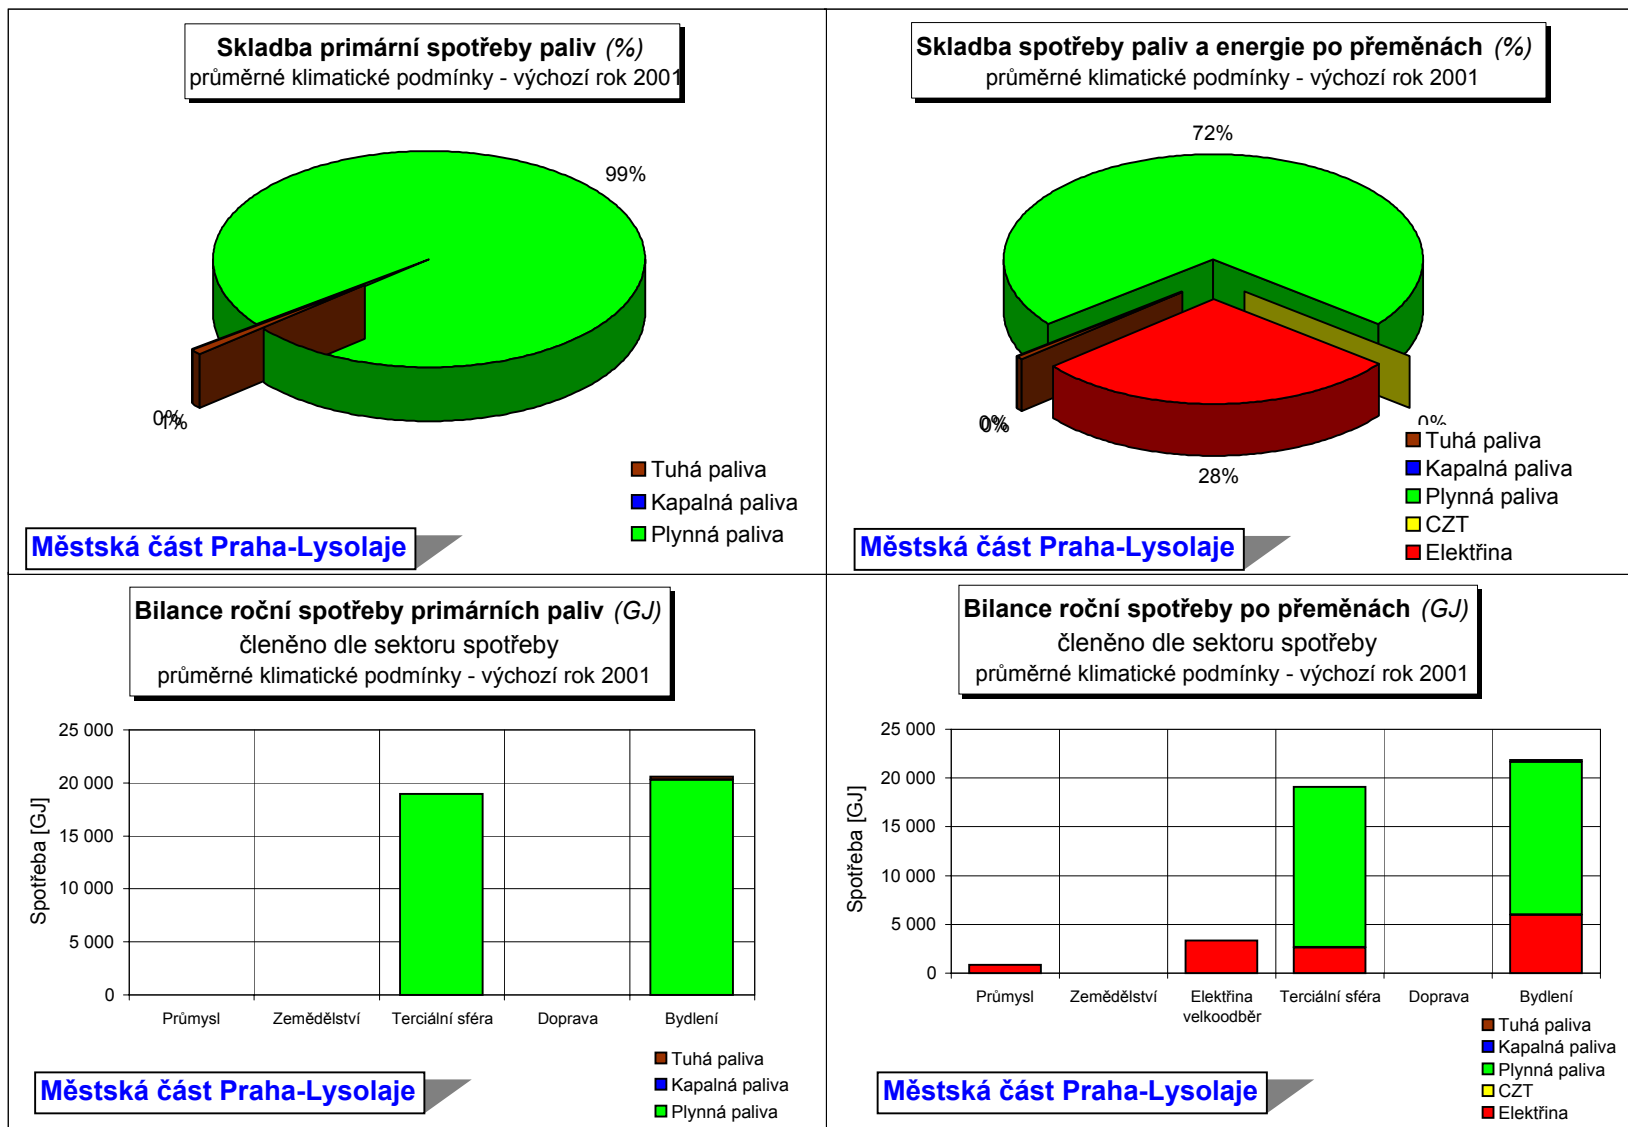 Skladba primární spotřeby paliv (%)
průměrné klimatické podmínky - výchozí rok 2001
99%
0%
1%
Tuhá paliva
Kapalná paliva
Plynná paliva
Městská část Praha-Lysolaje
Skladba spotřeby paliv a energie po přeměnách (%)
průměrné klimatické podmínky - výchozí rok 2001
72%
0%
0%
0%
28%
Tuhá paliva
Kapalná paliva
Plynná paliva
CZT
Elektřina
Městská část Praha-Lysolaje
Bilance roční spotřeby primárních paliv (GJ)
členěno dle sektoru spotřeby
průměrné klimatické podmínky - výchozí rok 2001
Spotřeba [GJ]
25 000
20 000
15 000
10 000
5 000
0
Průmysl
Zemědělství
Terciální sféra
Doprava
Bydlení
Tuhá paliva
Kapalná paliva
Plynná paliva
Městská část Praha-Lysolaje
Bilance roční spotřeby po přeměnách (GJ)
členěno dle sektoru spotřeby
průměrné klimatické podmínky - výchozí rok 2001
Spotřeba [GJ]
25 000
20 000
15 000
10 000
5 000
0
Průmysl
Zemědělství
Elektřina
velkoodběr
Terciální sféra
Doprava
Bydlení
Tuhá paliva
Kapalná paliva
Plynná paliva
CZT
Elektřina
Městská část Praha-Lysolaje